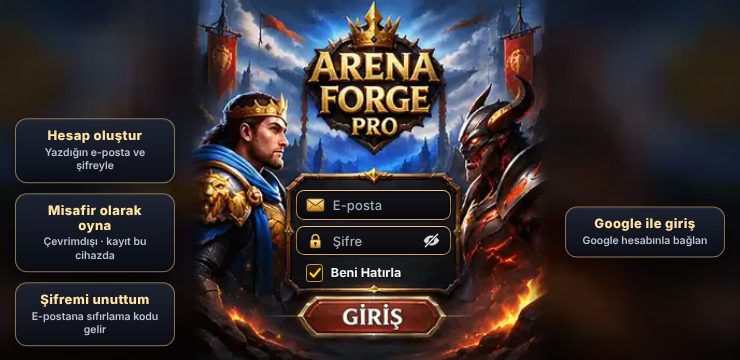 ARENA
FORGE
PRO
Hesap oluştur
Yazdığın e-posta ve
şifreyle
Misafir olarak
oyna
Çevrimdışı · kayıt bu
cihazda
Şifremi unuttum
E-postana sıfırlama kodu
gelir
E-posta
Şifre
Beni Hatırla
GİRİŞ
Google ile giriş
Google hesabınla bağlan